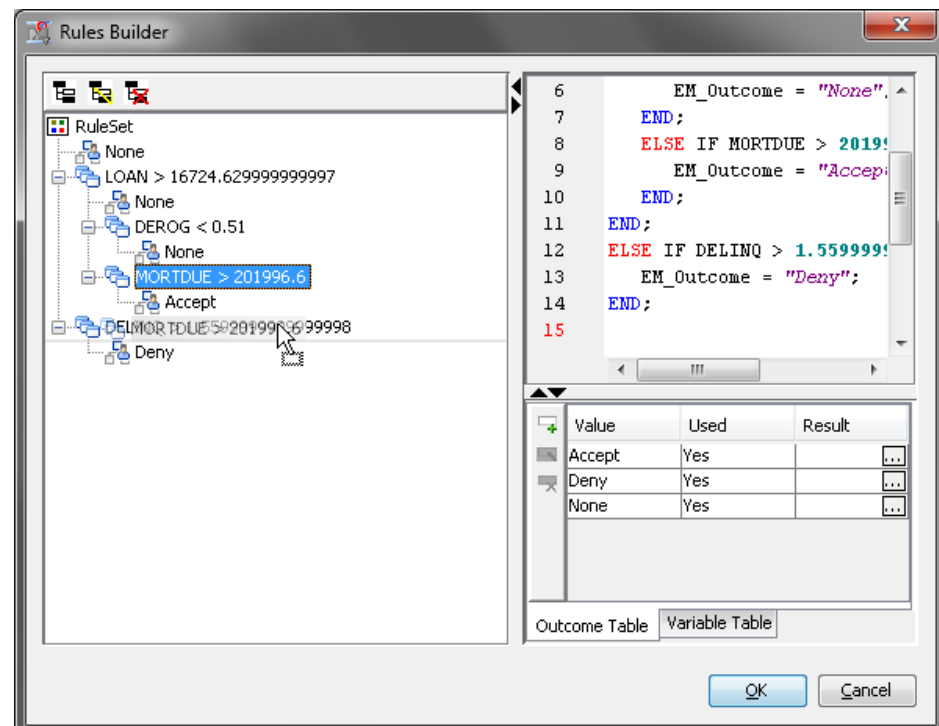 Rules Builder
RuleSet
None
LOAN > 16724.629999999997
None
DEROG < 0.51
None
MORTDUE > 201996.6
Accept
MORTDUE > 201996.6
Deny
6 EM_Outcome = "None"
7 END;
8 ELSE IF MORTDUE > 2019
9 EM_Outcome = "Accep
10 END;
11 END;
12 ELSE IF DELINQ > 1.559999
13 EM_Outcome = "Deny";
14 END;
15
Value Used Result
Accept Yes ...
Deny Yes ...
None Yes ...
Outcome Table Variable Table
OK Cancel